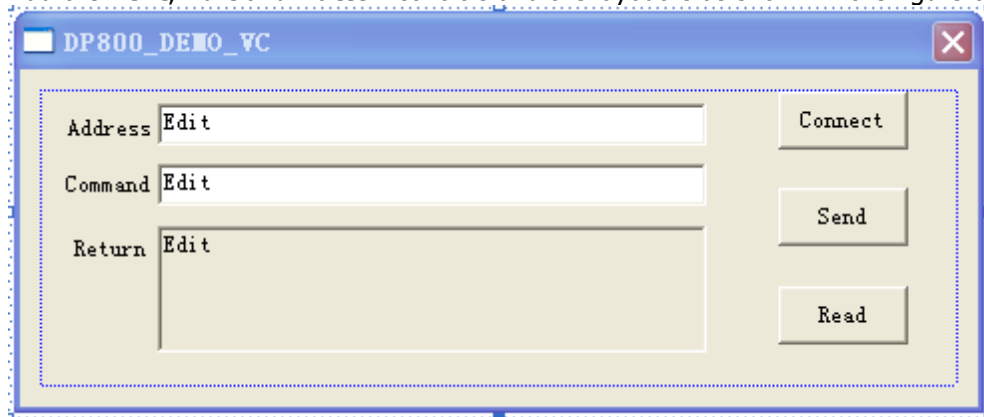 DP800_DEMO_VC
Address Edit Connect
Command Edit
Send
Return Edit
Read